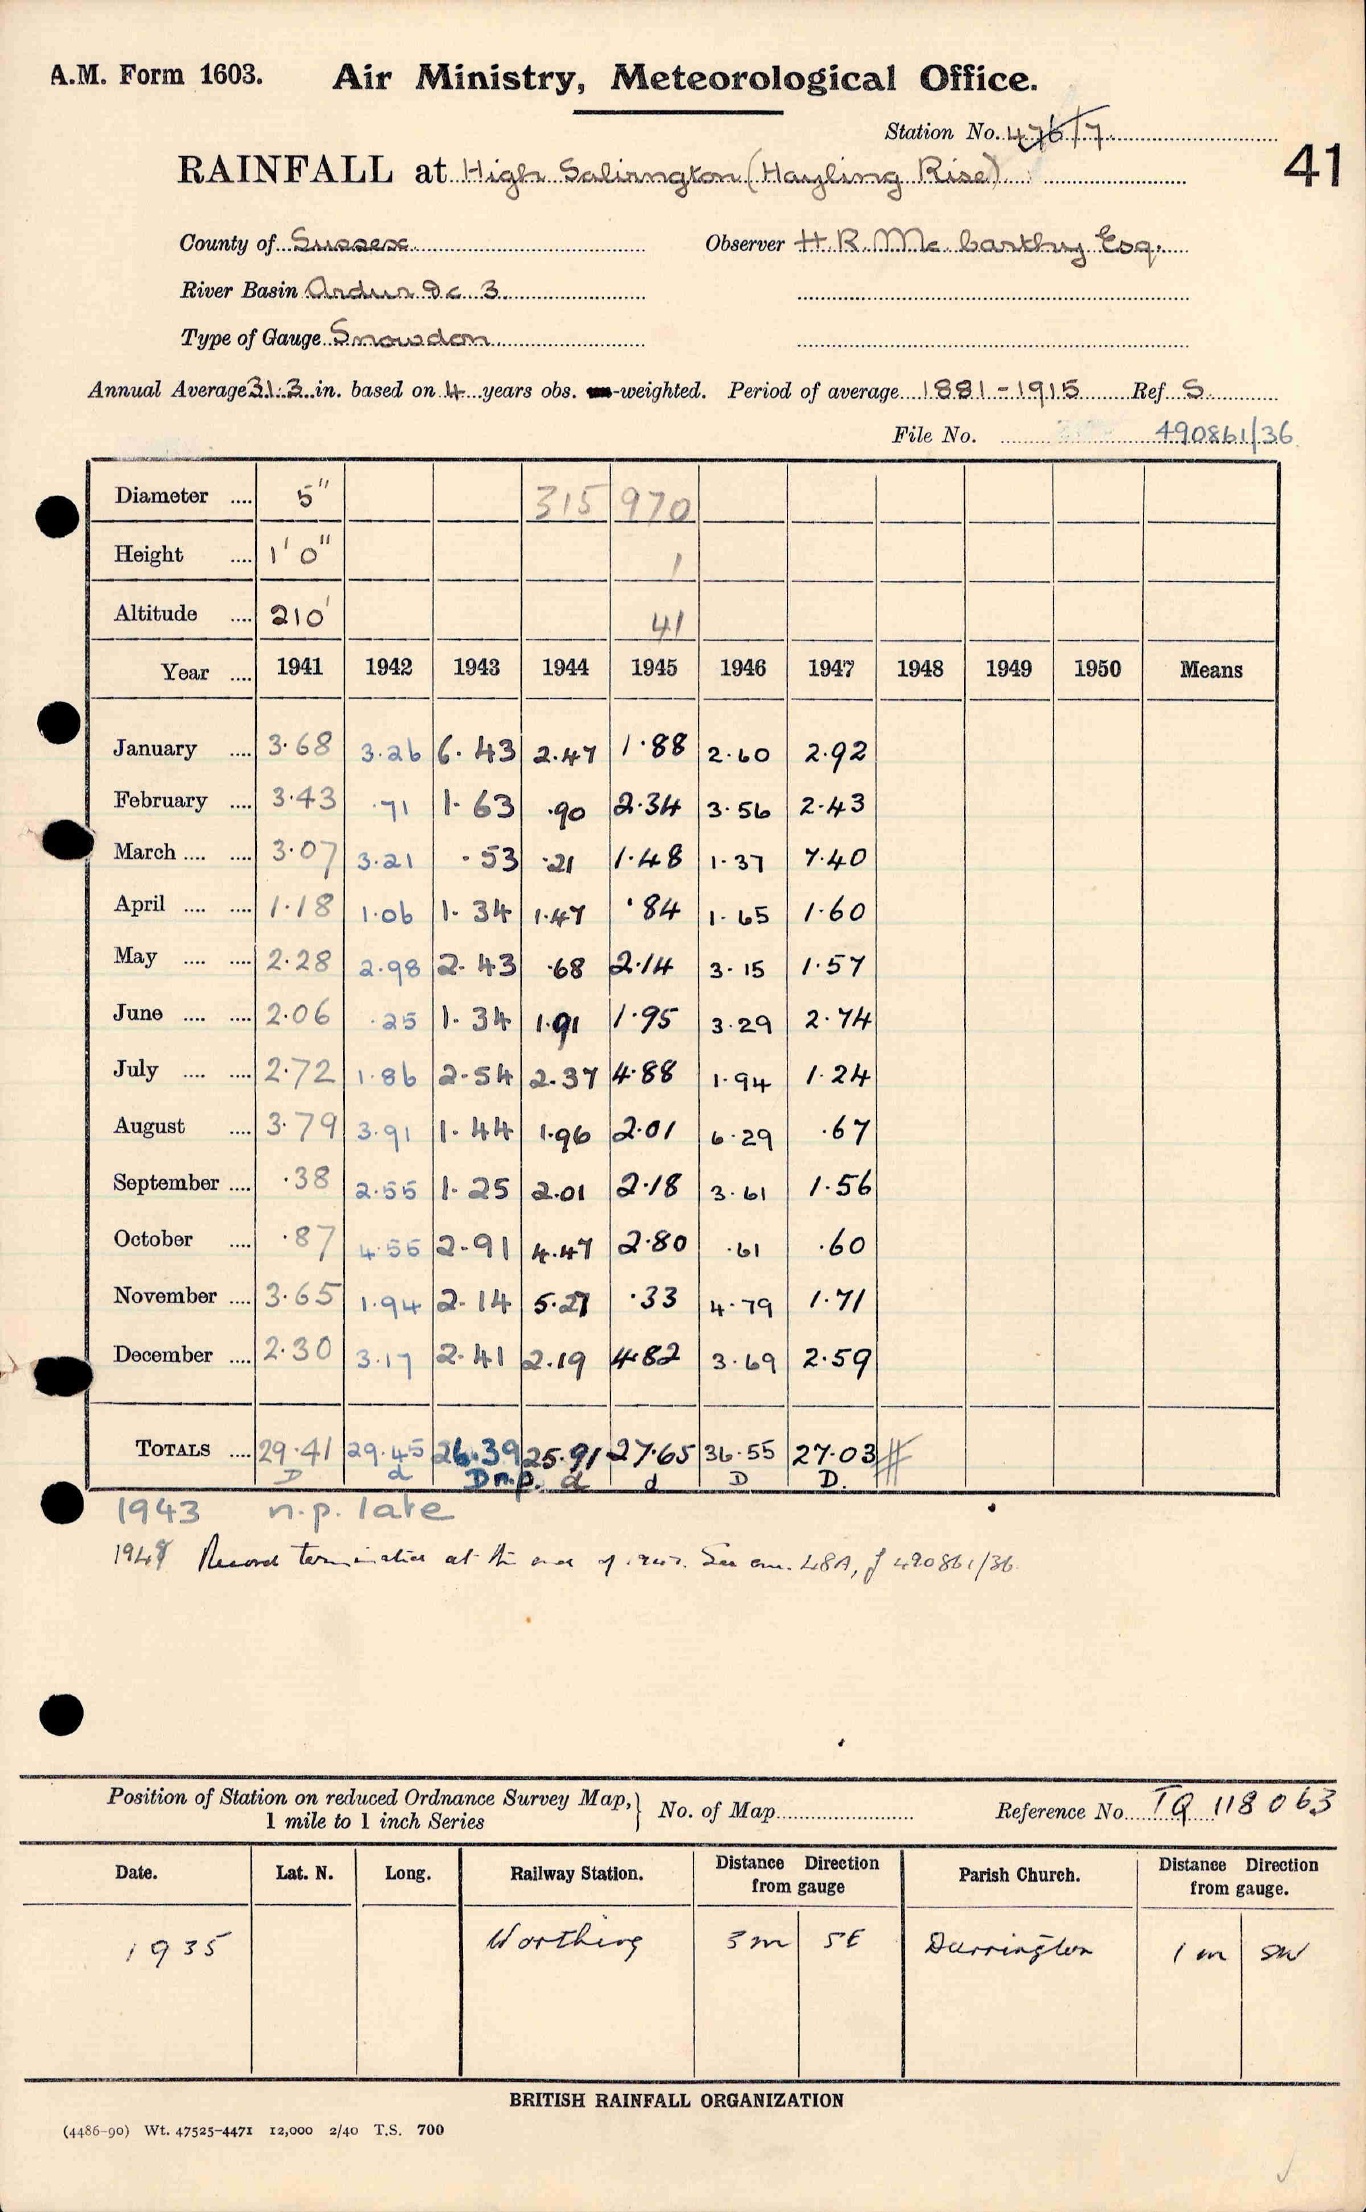 A.M. Form 1603. Air Ministry, Meteorological Office.
Station No. 476/7
41
RAINFALL at High Salvington (Hayling Rise)
County of Sussex Observer H.R. Mc Carthy Esq.
River Basin Adur &c 3
Type of Gauge Snowdon
Annual Average 31.3 in. based on 4 years obs. -weighted. Period of average 1881-1915 Ref S
File No. 490861/36
Diameter .... 5" 315 970
Height .... 1' 0" 1
Altitude .... 210' 41
Year .... 1941 1942 1943 1944 1945 1946 1947 1948 1949 1950 Means
January .... 3.68 3.26 6.43 2.47 1.88 2.60 2.92
February .... 3.43 .71 1.63 .90 2.34 3.56 2.43
March .... .... 3.07 3.21 .53 .21 1.48 1.37 7.40
April .... .... 1.18 1.06 1.34 1.47 .84 1.65 1.60
May .... .... 2.28 2.98 2.43 .68 2.14 3.15 1.57
June .... .... 2.06 .25 1.34 1.91 1.95 3.29 2.74
July .... .... 2.72 1.86 2.54 2.37 4.88 1.94 1.24
August .... 3.79 3.91 1.44 1.96 2.01 6.29 .67
September .... .38 2.55 1.25 2.01 2.18 3.61 1.56
October .... .87 4.55 2.91 4.47 2.80 .61 .60
November .... 3.65 1.94 2.14 5.27 .33 4.79 1.71
December .... 2.30 3.17 2.41 2.19 4.82 3.69 2.59
TOTALS .... 29.41 29.45 26.39 25.91 27.65 36.55 27.03
D d D n.p. d d D D.
1943 n.p. late
1948 Record terminated at the end of 1947. See 48A, f 490861/36
Position of Station on reduced Ordnance Survey Map, 1 mile to 1 inch Series No. of Map Reference No. TQ 118 063
Date. Lat. N. Long. Railway Station. Distance Direction from gauge Parish Church. Distance Direction from gauge.
1935 Worthing 3m SE Durrington 1m SW
BRITISH RAINFALL ORGANIZATION
(4486-90) Wt. 47525-4471 12,000 2/40 T.S. 700